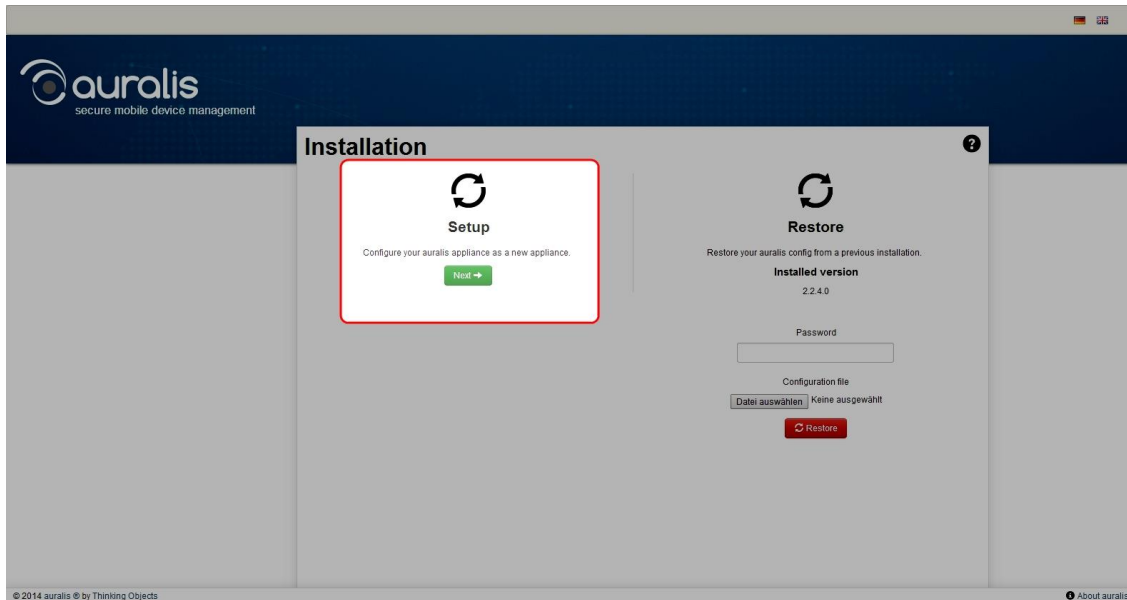 auralis
secure mobile device management
Installation
Setup
Configure your auralis appliance as a new appliance.
Next
Restore
Restore your auralis config from a previous installation.
Installed version
2.2.4.0
Password
Configuration file
Datei auswählen Keine ausgewählt
Restore
© 2014 auralis ® by Thinking Objects
About auralis